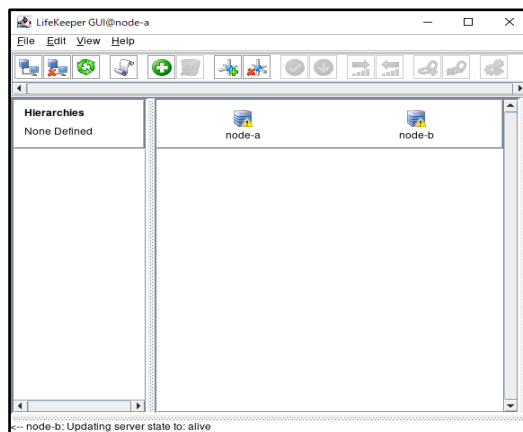 LifeKeeper GUI@node-a
File Edit View Help
Hierarchies
None Defined
node-a node-b
<-- node-b: Updating server state to: alive